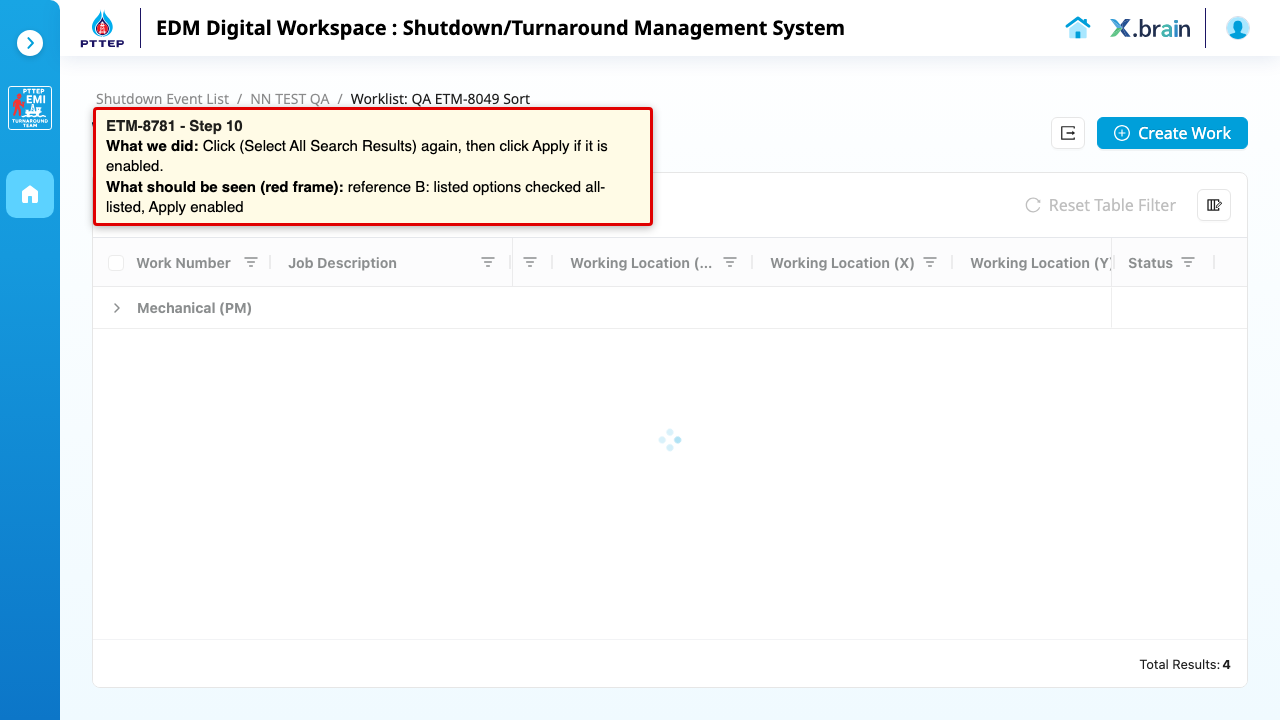 PTTEP
EDM Digital Workspace : Shutdown/Turnaround Management System
X.brain
PTTEP
EMI
TURNAROUND
TEAM
Shutdown Event List / NN TEST QA / Worklist: QA ETM-8049 Sort
ETM-8781 - Step 10
What we did: Click (Select All Search Results) again, then click Apply if it is
enabled.
What should be seen (red frame): reference B: listed options checked all-
listed, Apply enabled
Create Work
Reset Table Filter
Work Number
Job Description
Working Location (...
Working Location (X)
Working Location (Y)
Status
Mechanical (PM)
Total Results: 4